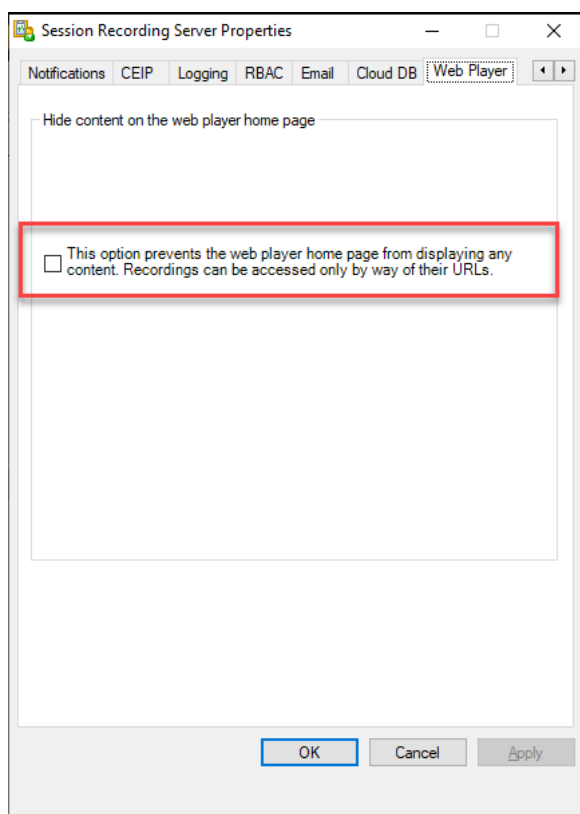 Session Recording Server Properties
Notifications CEIP Logging RBAC Email Cloud DB Web Player
Hide content on the web player home page
This option prevents the web player home page from displaying any
content. Recordings can be accessed only by way of their URLs.
OK Cancel Apply